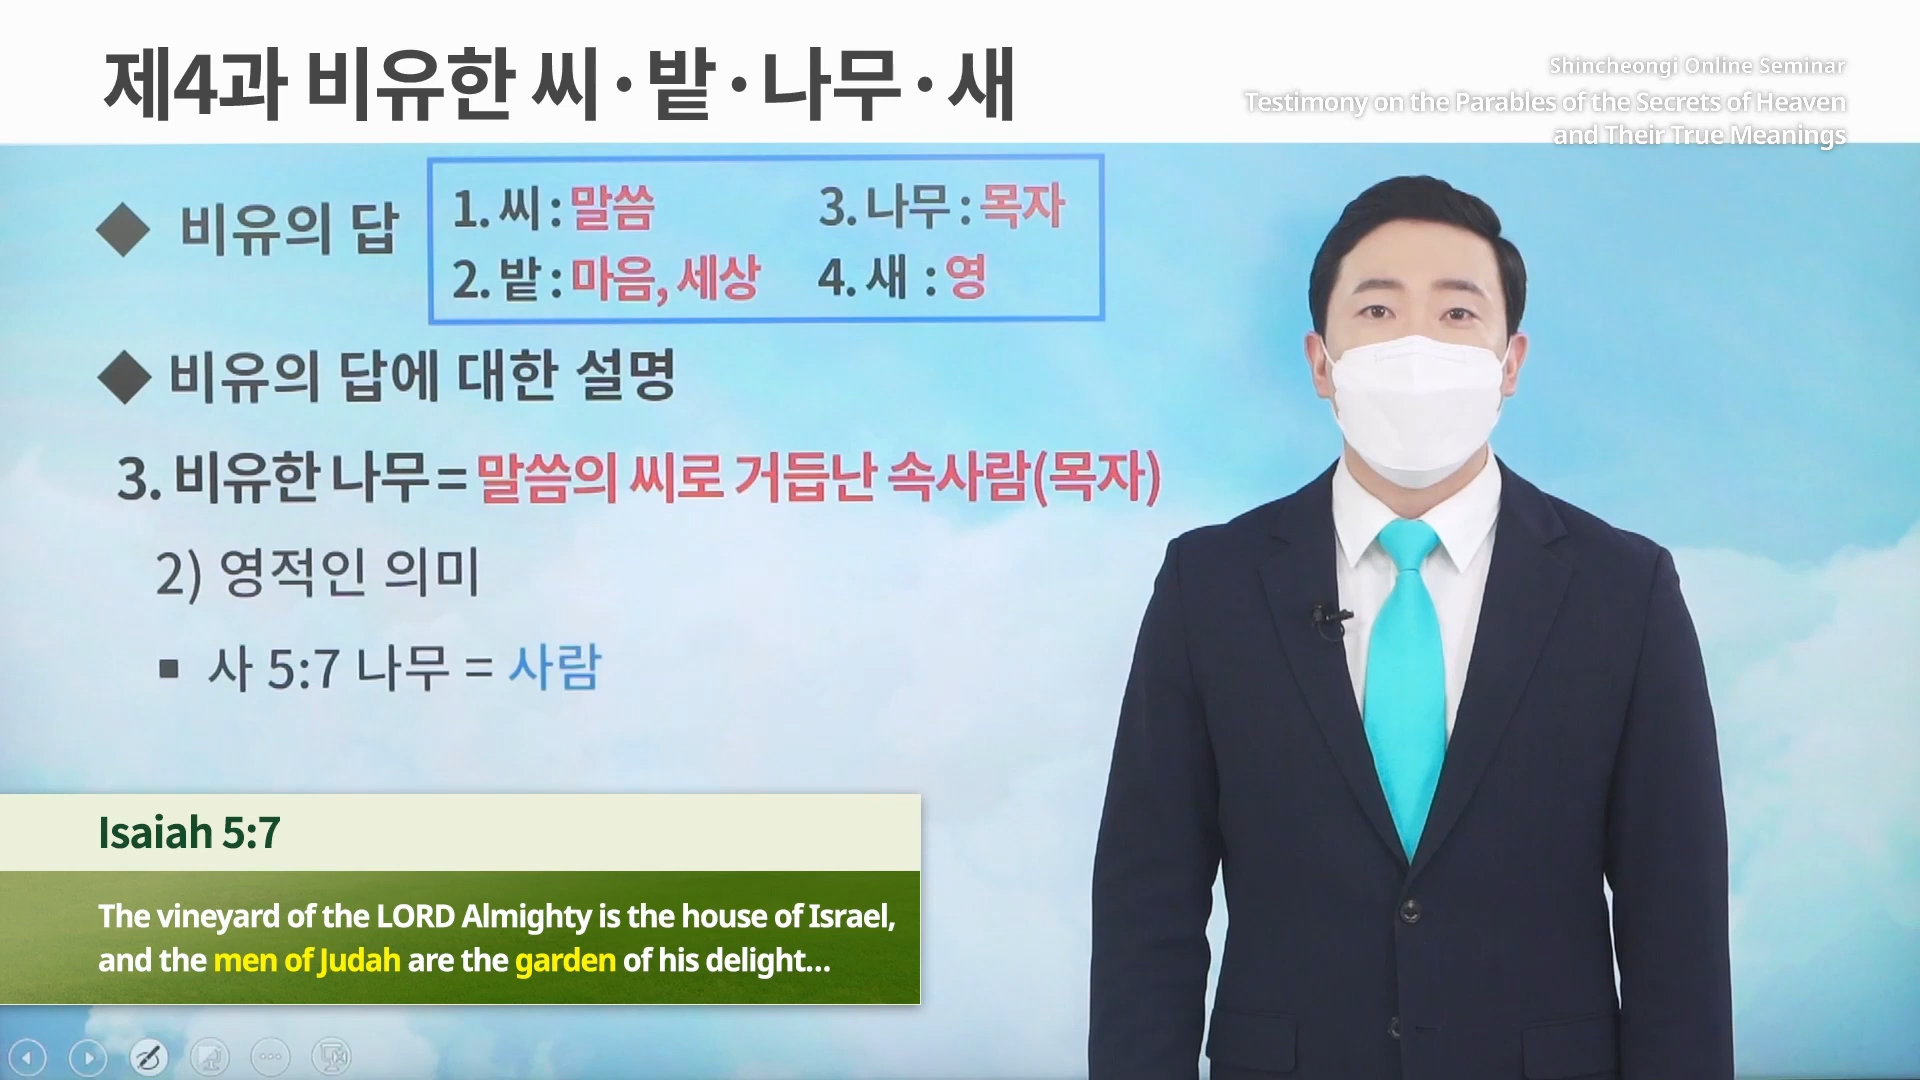 제4과 비유한 씨·밭·나무·새
Shincheongi Online Seminar
Testimony on the Parables of the Secrets of Heaven
and Their True Meanings
◆ 비유의 답
1. 씨 : 말씀
3. 나무 : 목자
2. 밭 : 마음, 세상
4. 새 : 영
◆ 비유의 답에 대한 설명
3. 비유한 나무 = 말씀의 씨로 거듭난 속사람(목자)
2) 영적인 의미
▪ 사 5:7 나무 = 사람
Isaiah 5:7
The vineyard of the LORD Almighty is the house of Israel,
and the men of Judah are the garden of his delight...